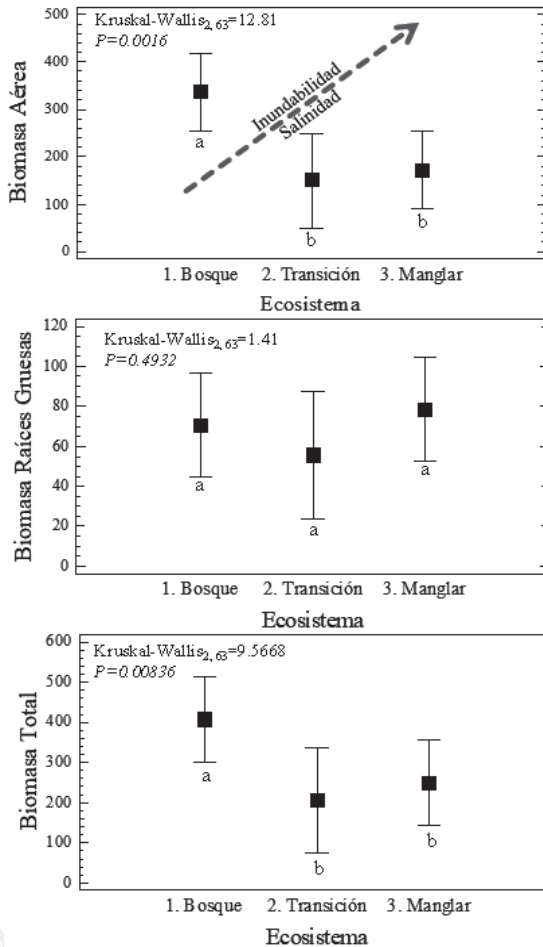 Kruskal-Wallis2, 63=12.81
P=0.0016
500
400
300
200
100
0
Biomasa Aérea
Inundabilidad
Salinidad
a
b
b
1. Bosque 2. Transición 3. Manglar
Ecosistema
Kruskal-Wallis2, 63=1.41
P=0.4932
120
100
80
60
40
20
0
Biomasa Raíces Gruesas
a
a
a
1. Bosque 2. Transición 3. Manglar
Ecosistema
Kruskal-Wallis2, 63=9.5668
P=0.00836
600
500
400
300
200
100
0
Biomasa Total
a
b
b
1. Bosque 2. Transición 3. Manglar
Ecosistema